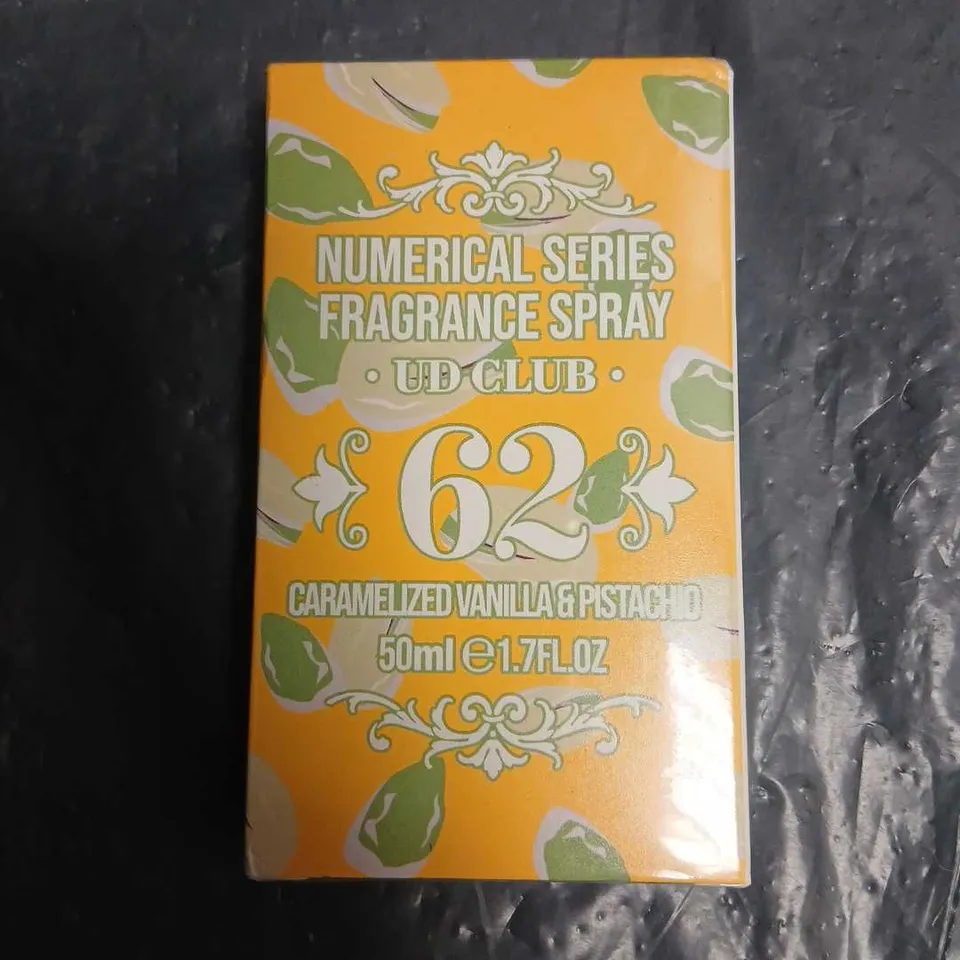 NUMERICAL SERIES
FRAGRANCE SPRAY
• UD CLUB •
62
CARAMELIZED VANILLA & PISTACHIO
50ml ℮1.7FL.OZ